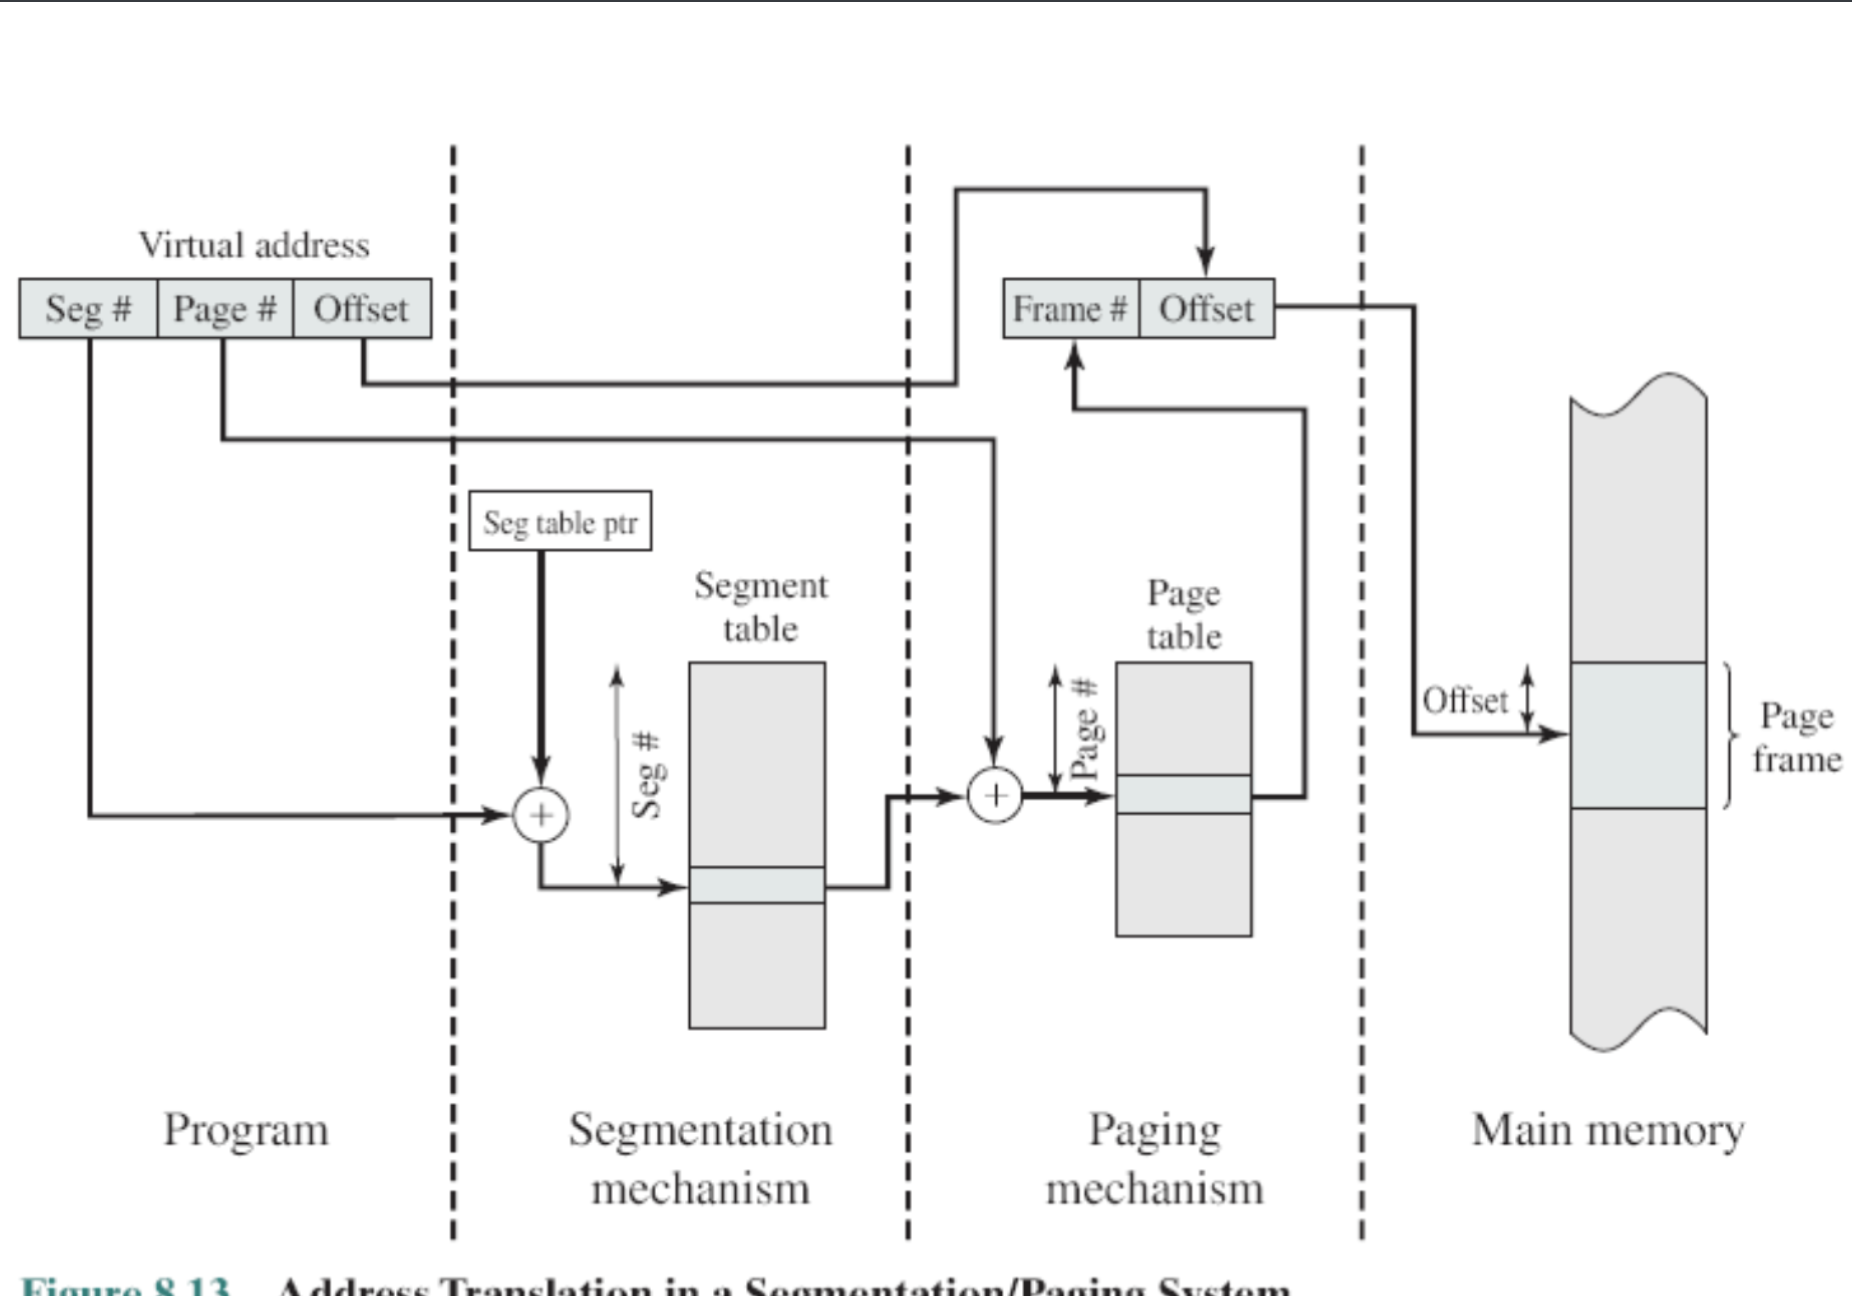 Virtual address
Seg # Page # Offset
Frame # Offset
Seg table ptr
Segment
table
Page
table
Seg #
Page #
Offset
Page
frame
+
+
Program
Segmentation
mechanism
Paging
mechanism
Main memory
Figure 8.13 Address Translation in a Segmentation/Paging System